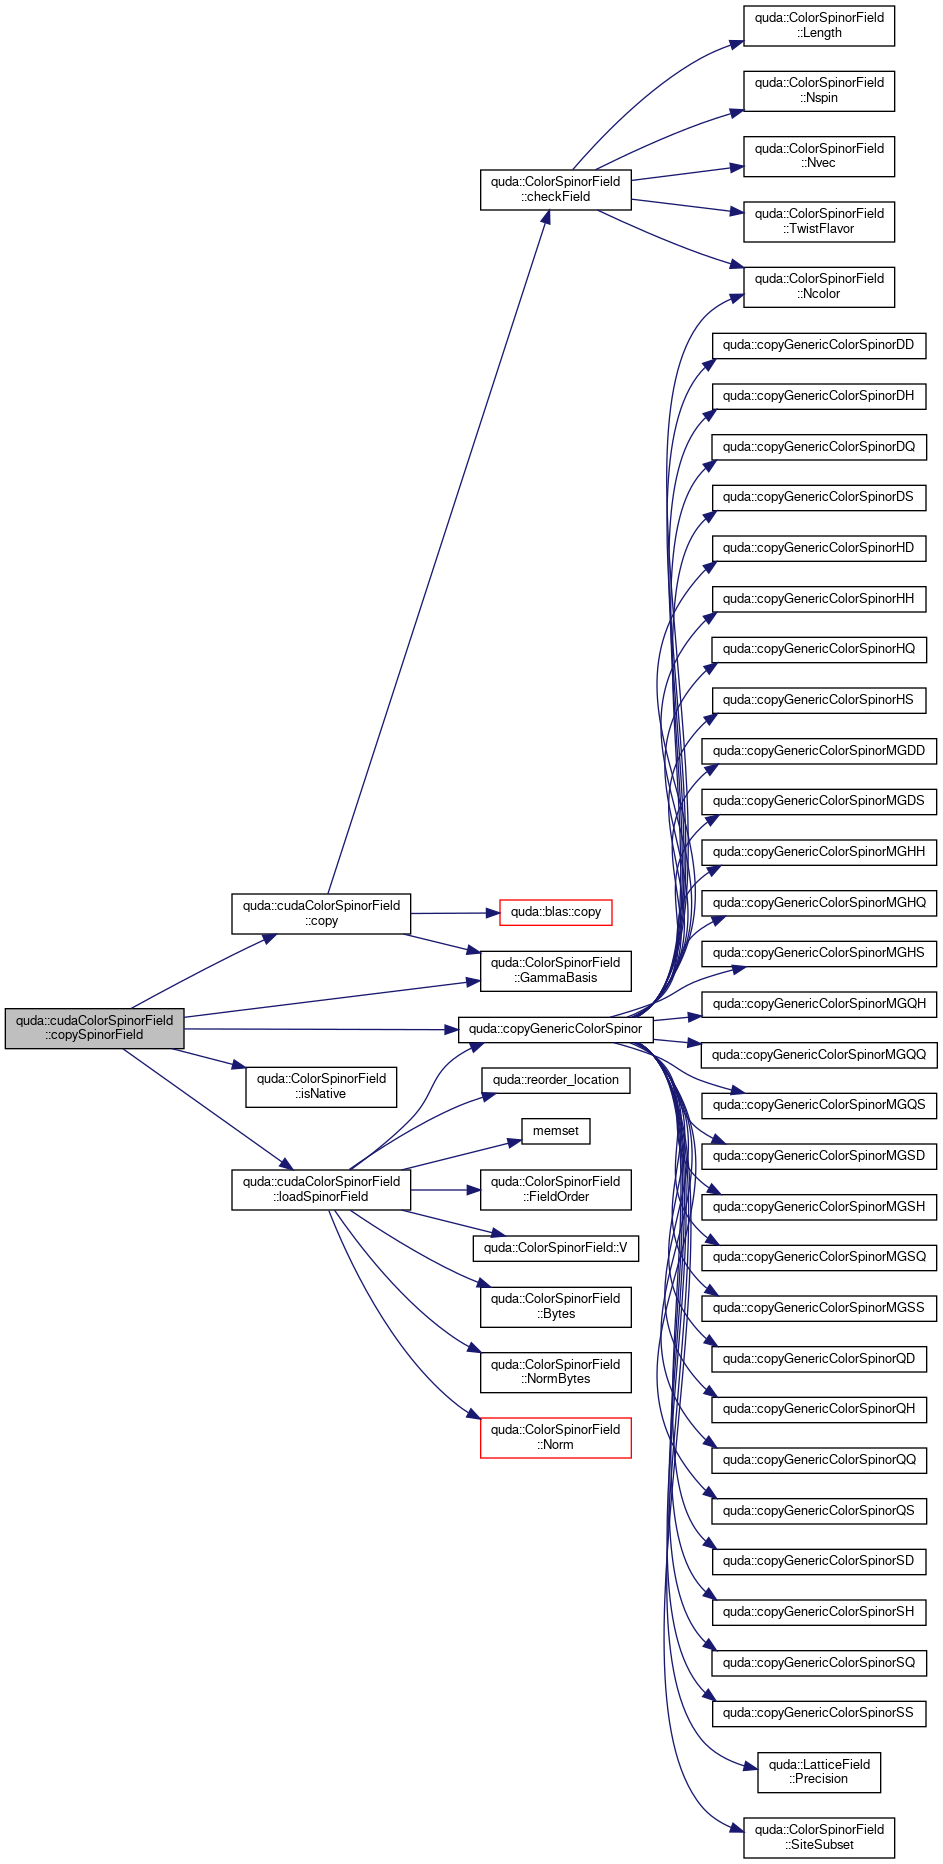 quda::ColorSpinorField
::Length
quda::ColorSpinorField
::Nspin
quda::ColorSpinorField
::Nvec
quda::ColorSpinorField
::checkField
quda::ColorSpinorField
::TwistFlavor
quda::ColorSpinorField
::Ncolor
quda::copyGenericColorSpinorDD
quda::copyGenericColorSpinorDH
quda::copyGenericColorSpinorDQ
quda::copyGenericColorSpinorDS
quda::copyGenericColorSpinorHD
quda::copyGenericColorSpinorHH
quda::copyGenericColorSpinorHQ
quda::copyGenericColorSpinorHS
quda::copyGenericColorSpinorMGDD
quda::copyGenericColorSpinorMGDS
quda::copyGenericColorSpinorMGHH
quda::cudaColorSpinorField
::copy
quda::blas::copy
quda::copyGenericColorSpinorMGHQ
quda::ColorSpinorField
::GammaBasis
quda::copyGenericColorSpinorMGHS
quda::cudaColorSpinorField
::copySpinorField
quda::copyGenericColorSpinor
quda::copyGenericColorSpinorMGQH
quda::copyGenericColorSpinorMGQQ
quda::ColorSpinorField
::isNative
quda::reorder_location
quda::copyGenericColorSpinorMGQS
memset
quda::copyGenericColorSpinorMGSD
quda::cudaColorSpinorField
::loadSpinorField
quda::ColorSpinorField
::FieldOrder
quda::copyGenericColorSpinorMGSH
quda::ColorSpinorField::V
quda::copyGenericColorSpinorMGSQ
quda::ColorSpinorField
::Bytes
quda::copyGenericColorSpinorMGSS
quda::ColorSpinorField
::NormBytes
quda::copyGenericColorSpinorQD
quda::copyGenericColorSpinorQH
quda::ColorSpinorField
::Norm
quda::copyGenericColorSpinorQQ
quda::copyGenericColorSpinorQS
quda::copyGenericColorSpinorSD
quda::copyGenericColorSpinorSH
quda::copyGenericColorSpinorSQ
quda::copyGenericColorSpinorSS
quda::LatticeField
::Precision
quda::ColorSpinorField
::SiteSubset